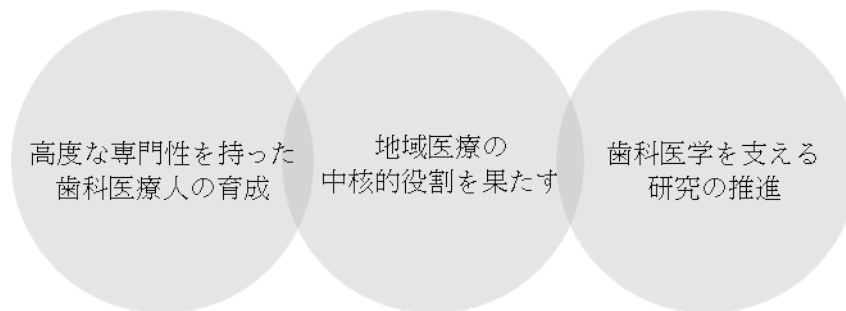 高度な専門性を持った
歯科医療人の育成
地域医療の
中核的役割を果たす
歯科医学を支える
研究の推進